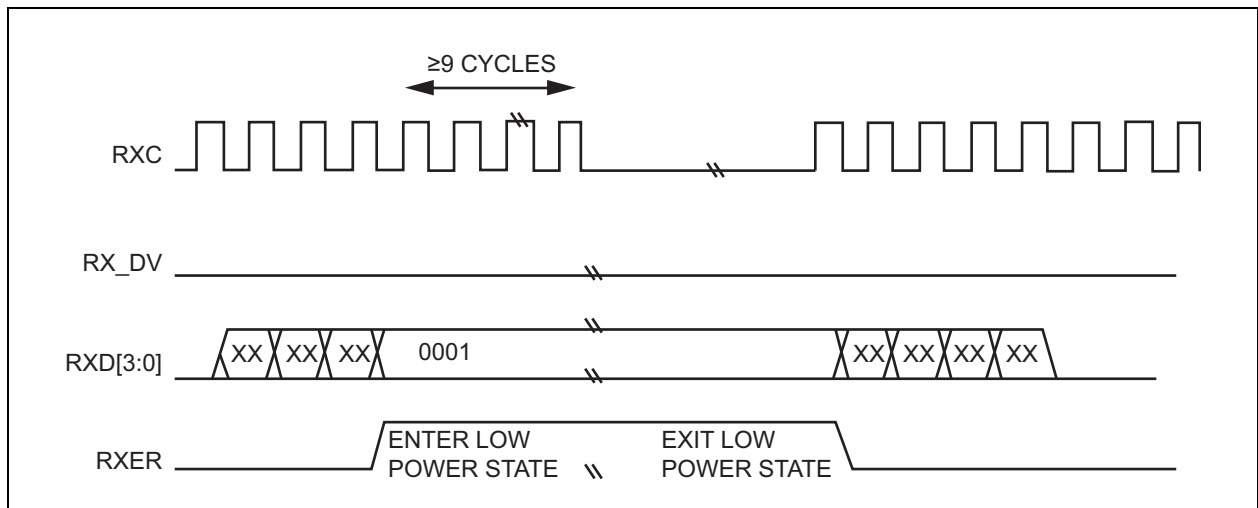 ≥9 CYCLES
RXC
RX_DV
RXD[3:0]
XX XX XX 0001 XX XX XX XX
RXER
ENTER LOW
POWER STATE
EXIT LOW
POWER STATE